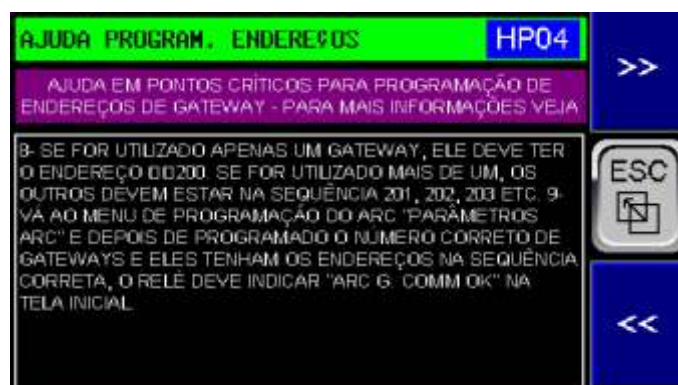 AJUDA PROGRAM. ENDEREÇOS
HP04
>>
AJUDA EM PONTOS CRÍTICOS PARA PROGRAMAÇÃO DE
ENDEREÇOS DE GATEWAY - PARA MAIS INFORMAÇÕES VEJA
8- SE FOR UTILIZADO APENAS UM GATEWAY, ELE DEVE TER
O ENDEREÇO 00200. SE FOR UTILIZADO MAIS DE UM, OS
OUTROS DEVEM ESTAR NA SEQUÊNCIA 201, 202, 203 ETC. 9-
VÁ AO MENU DE PROGRAMAÇÃO DO ARC "PARÂMETROS
ARC" E DEPOIS DE PROGRAMADO O NÚMERO CORRETO DE
GATEWAYS E ELES TENHAM OS ENDEREÇOS NA SEQUÊNCIA
CORRETA, O RELÉ DEVE INDICAR "ARC G. COMM OK" NA
TELA INICIAL
ESC
<<